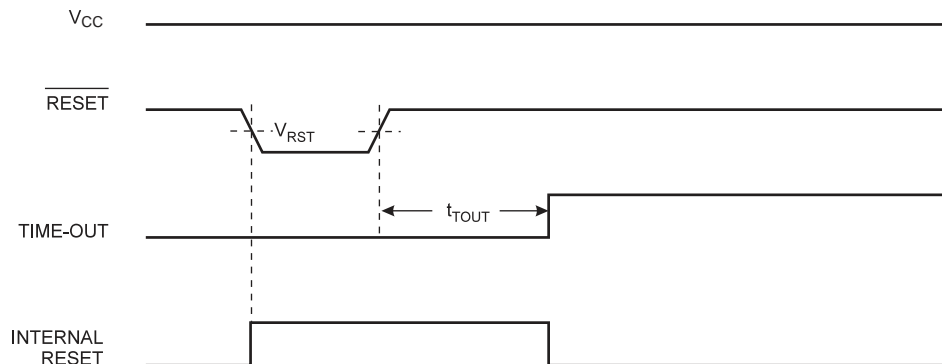 VCC
RESET
VRST
tTOUT
TIME-OUT
INTERNAL
RESET